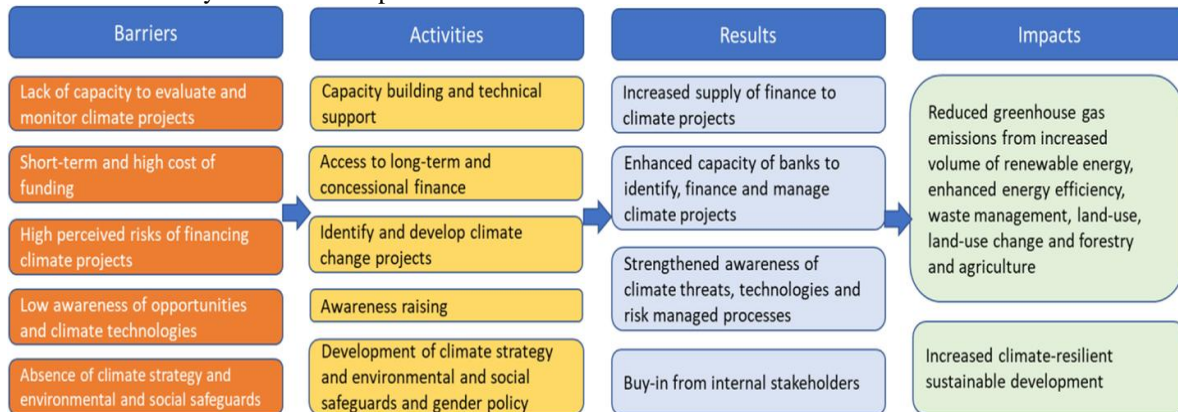 Barriers
Activities
Results
Impacts
Lack of capacity to evaluate and
monitor climate projects
Short-term and high cost of
funding
High perceived risks of financing
climate projects
Low awareness of opportunities
and climate technologies
Absence of climate strategy and
environmental and social safeguards
Capacity building and technical
support
Access to long-term and
concessional finance
Identify and develop climate
change projects
Awareness raising
Development of climate strategy
and environmental and social
safeguards and gender policy
Increased supply of finance to
climate projects
Enhanced capacity of banks to
identify, finance and manage
climate projects
Strengthened awareness of
climate threats, technologies and
risk managed processes
Buy-in from internal stakeholders
Reduced greenhouse gas
emissions from increased
volume of renewable energy,
enhanced energy efficiency,
waste management, land-use,
land-use change and forestry
and agriculture
Increased climate-resilient
sustainable development